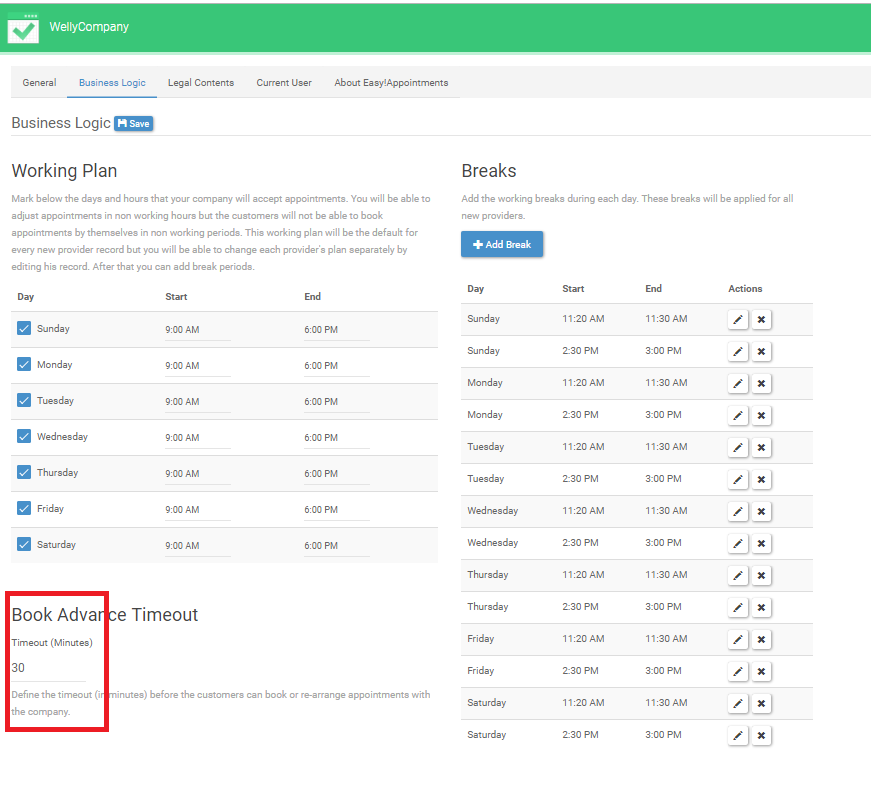 WellyCompany
General Business Logic Legal Contents Current User About Easy!Appointments
Business Logic Save
Working Plan
Mark below the days and hours that your company will accept appointments. You will be able to
adjust appointments in non working hours but the customers will not be able to book
appointments by themselves in non working periods. This working plan will be the default for
every new provider record but you will be able to change each provider's plan separately by
editing his record. After that you can add break periods.
Day Start End
Sunday 9:00 AM 6:00 PM
Monday 9:00 AM 6:00 PM
Tuesday 9:00 AM 6:00 PM
Wednesday 9:00 AM 6:00 PM
Thursday 9:00 AM 6:00 PM
Friday 9:00 AM 6:00 PM
Saturday 9:00 AM 6:00 PM
Book Advance Timeout
Timeout (Minutes)
30
Define the timeout (in minutes) before the customers can book or re-arrange appointments with
the company.
Breaks
Add the working breaks during each day. These breaks will be applied for all
new providers.
Add Break
Day Start End Actions
Sunday 11:20 AM 11:30 AM
Sunday 2:30 PM 3:00 PM
Monday 11:20 AM 11:30 AM
Monday 2:30 PM 3:00 PM
Tuesday 11:20 AM 11:30 AM
Tuesday 2:30 PM 3:00 PM
Wednesday 11:20 AM 11:30 AM
Wednesday 2:30 PM 3:00 PM
Thursday 11:20 AM 11:30 AM
Thursday 2:30 PM 3:00 PM
Friday 11:20 AM 11:30 AM
Friday 2:30 PM 3:00 PM
Saturday 11:20 AM 11:30 AM
Saturday 2:30 PM 3:00 PM